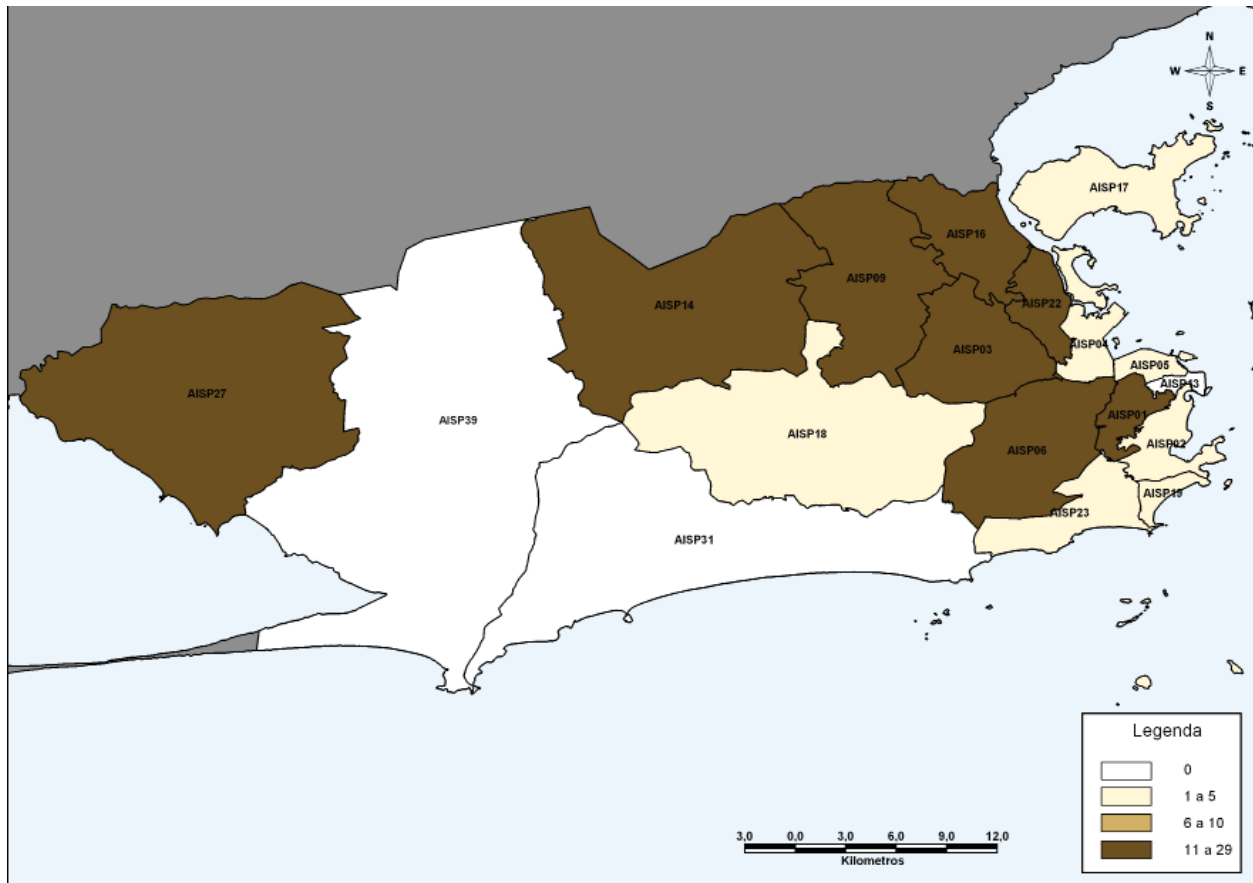 N
W E
S
AISP17
AISP16
AISP09
AISP14
AISP22
AISP03
AISP04
AISP05
AISP13
AISP27
AISP01
AISP39
AISP18
AISP02
AISP06
AISP19
AISP23
AISP31
Legenda
0
1 a 5
6 a 10
11 a 29
3,0 0,0 3,0 6,0 9,0 12,0
Kilometros